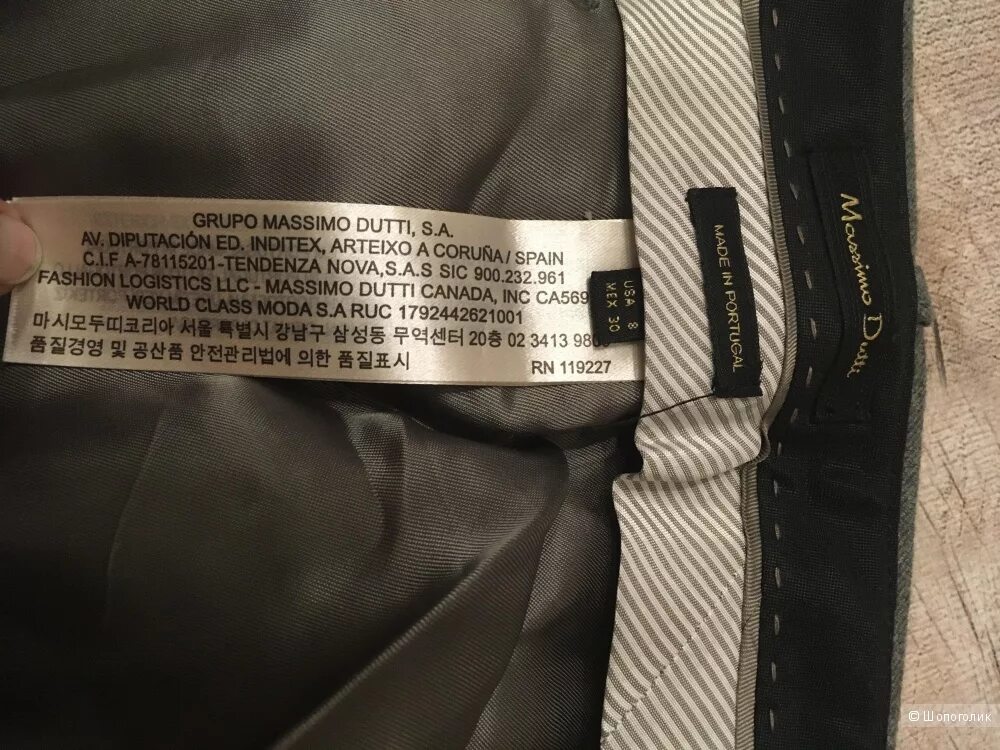 GRUPO MASSIMO DUTTI, S.A.
AV. DIPUTACIÓN ED. INDITEX, ARTEIXO A CORUÑA / SPAIN
C.I.F A-78115201-TENDENZA NOVA,S.A.S SIC 900.232.961
FASHION LOGISTICS LLC - MASSIMO DUTTI CANADA, INC CA569
WORLD CLASS MODA S.A RUC 1792442621001
마시모두띠코리아 서울 특별시 강남구 삼성동 무역센터 20층 02 3413 980
품질경영 및 공산품 안전관리법에 의한 품질표시
RN 119227
USA 8
MEX 30
MADE IN PORTUGAL
Massimo Dutti
© Шопоголик